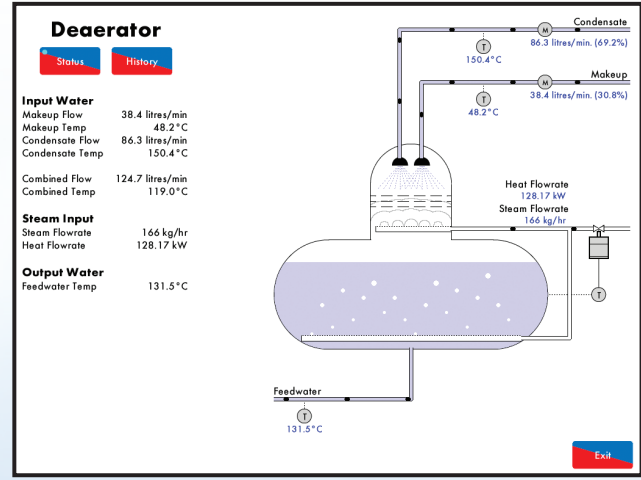 Deaerator
Status
History
Input Water
Makeup Flow 38.4 litres/min
Makeup Temp 48.2°C
Condensate Flow 86.3 litres/min
Condensate Temp 150.4°C
Combined Flow 124.7 litres/min
Combined Temp 119.0°C
Steam Input
Steam Flowrate 166 kg/hr
Heat Flowrate 128.17 kW
Output Water
Feedwater Temp 131.5°C
Condensate
M
86.3 litres/min. (69.2%)
T
150.4°C
Makeup
M
38.4 litres/min. (30.8%)
T
48.2°C
Heat Flowrate
128.17 kW
Steam Flowrate
166 kg/hr
T
Feedwater
T
131.5°C
Exit